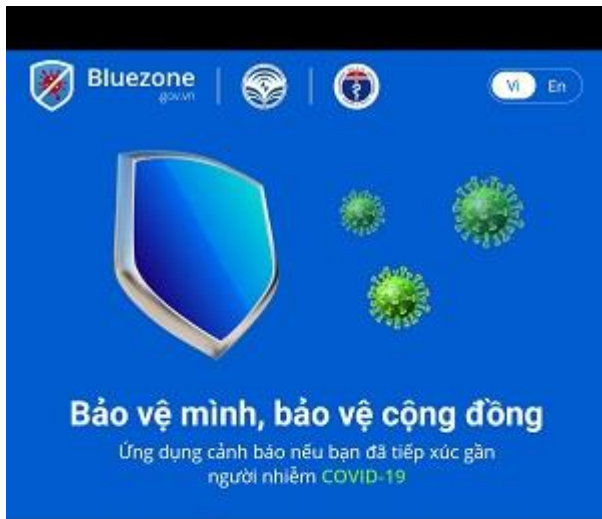 Bluezone
.gov.vn
Vi En
Bảo vệ mình, bảo vệ cộng đồng
Ứng dụng cảnh báo nếu bạn đã tiếp xúc gần
người nhiễm COVID-19